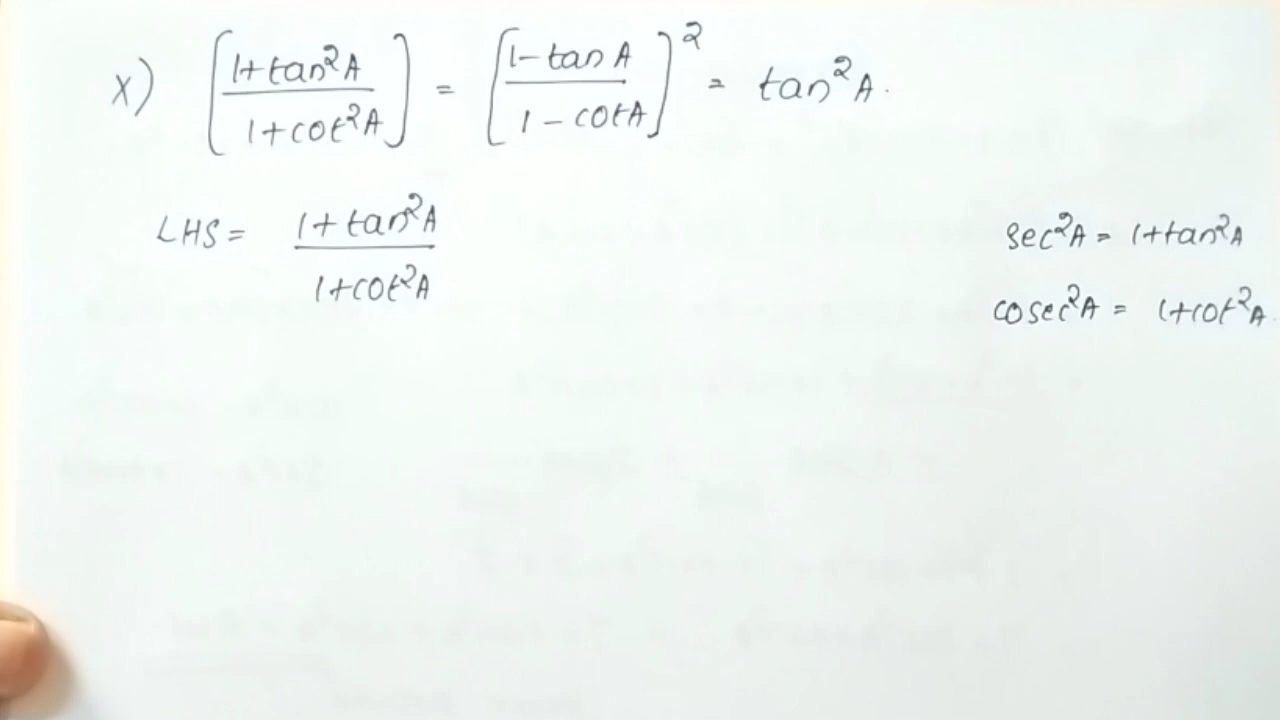 x) [1+tan²A / 1+cot²A] = [1-tan A / 1-cotA]² = tan²A.
LHS = 1+tan²A / 1+cot²A
sec²A = 1+tan²A
cosec²A = 1+cot²A